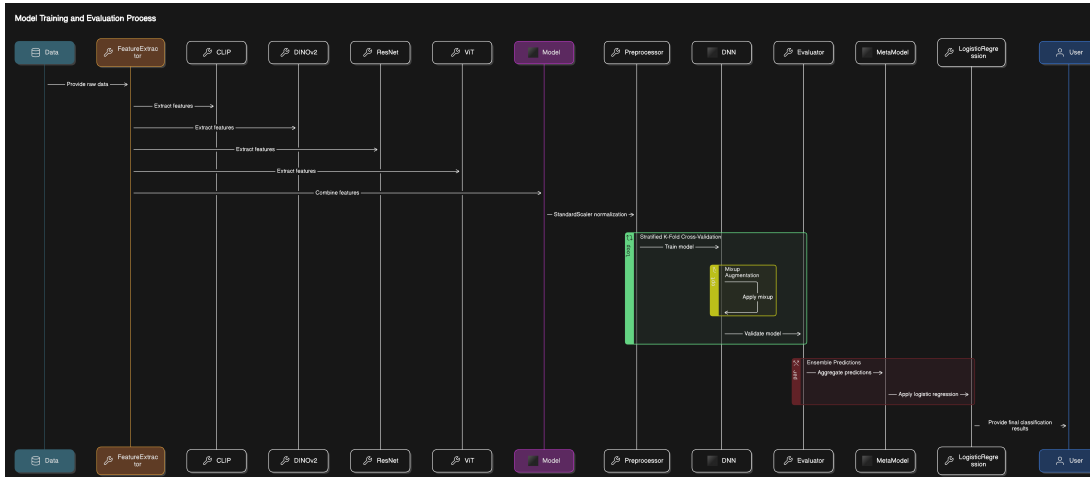 Model Training and Evaluation Process
Data
FeatureExtrac
tor
CLIP
DINOv2
ResNet
ViT
Model
Preprocessor
DNN
Evaluator
MetaModel
LogisticRegre
ssion
User
Provide raw data
Extract features
Extract features
Extract features
Extract features
Combine features
StandardScaler normalization
loop
Stratified K-Fold Cross-Validation
Train model
opt
Mixup
Augmentation
Apply mixup
Validate model
par
Ensemble Predictions
Aggregate predictions
Apply logistic regression
Provide final classification
results
Data
FeatureExtrac
tor
CLIP
DINOv2
ResNet
ViT
Model
Preprocessor
DNN
Evaluator
MetaModel
LogisticRegre
ssion
User